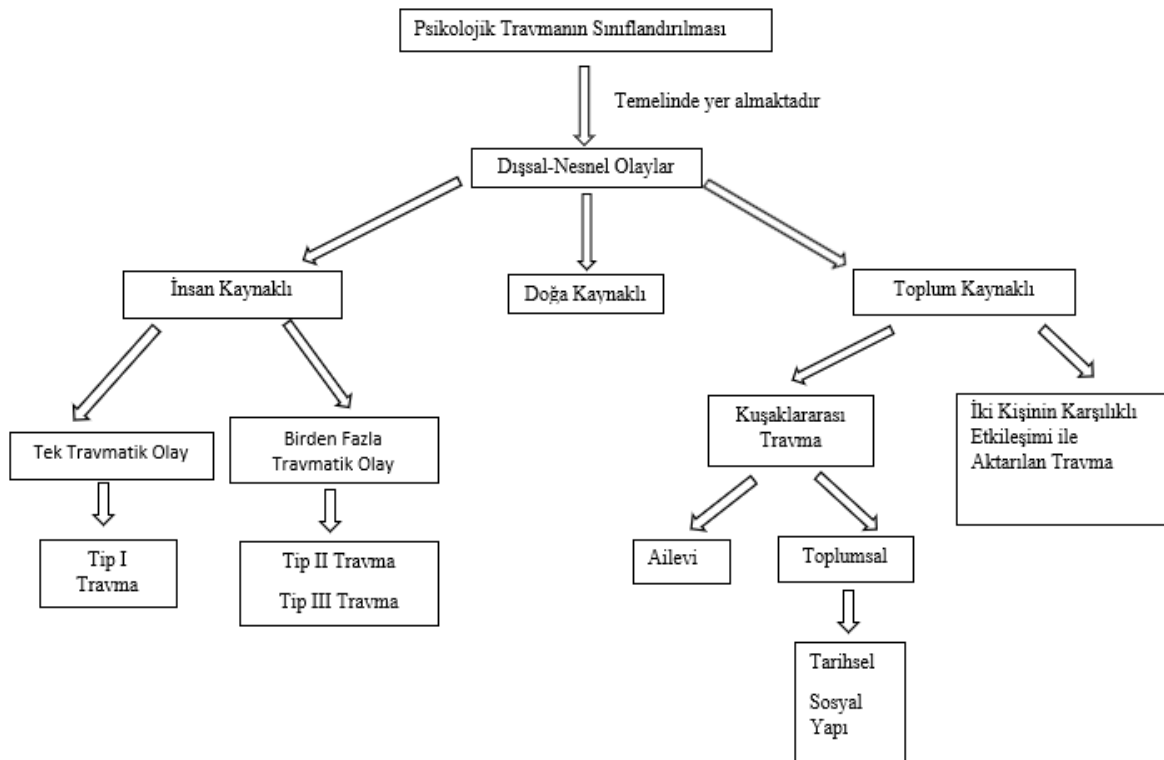 Psikolojik Travmanın Sınıflandırılması
Temelinde yer almaktadır
Dışsal-Nesnel Olaylar
İnsan Kaynaklı
Doğa Kaynaklı
Toplum Kaynaklı
Tek Travmatik Olay
Birden Fazla
Travmatik Olay
Kuşaklararası
Travma
İki Kişinin Karşılıklı
Etkileşimi ile
Aktarılan Travma
Tip I
Travma
Tip II Travma
Tip III Travma
Ailevi
Toplumsal
Tarihsel
Sosyal
Yapı